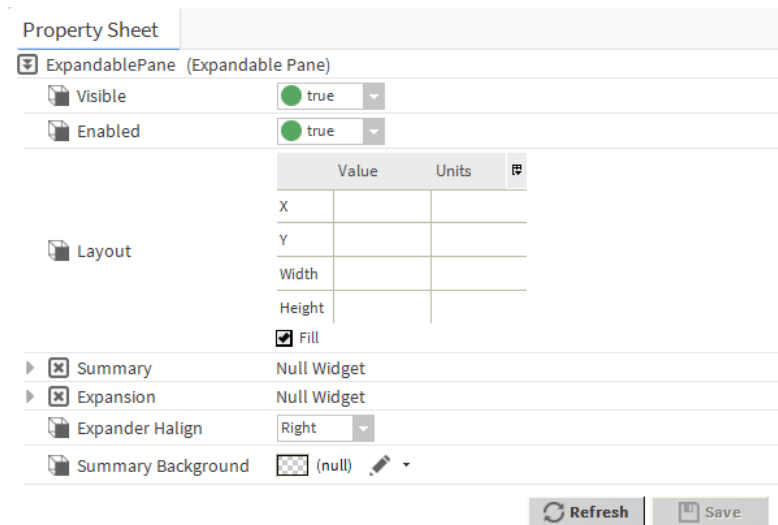 Property Sheet
ExpandablePane (Expandable Pane)
Visible true
Enabled true
Value Units
X
Y
Layout
Width
Height
Fill
Summary Null Widget
Expansion Null Widget
Expander Halign Right
Summary Background (null)
Refresh Save